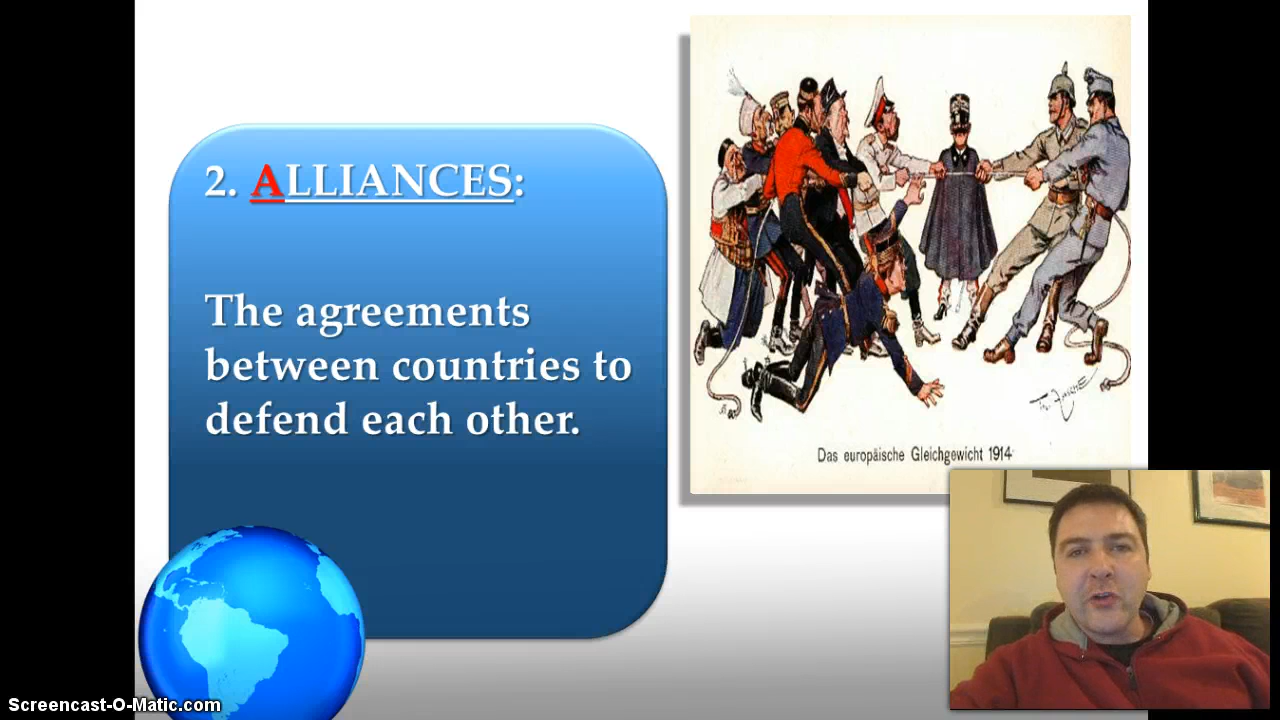 2. ALLIANCES:
The agreements
between countries to
defend each other.
Das europäische Gleichgewicht 1914
Screencast-O-Matic.com